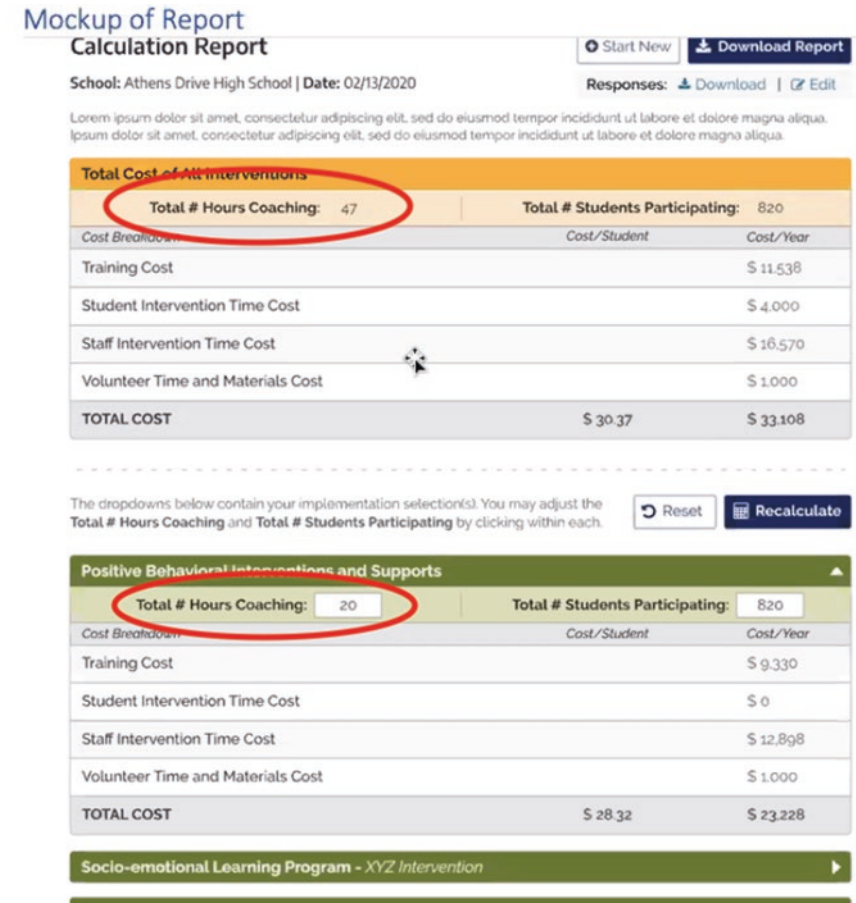 Mockup of Report
Calculation Report
Start New
Download Report
School: Athens Drive High School | Date: 02/13/2020
Responses: Download | Edit
Lorem ipsum dolor sit amet, consectetur adipiscing elit, sed do eiusmod tempor incididunt ut labore et dolore magna aliqua.
Ipsum dolor sit amet, consectetur adipiscing elit, sed do eiusmod tempor incididunt ut labore et dolore magna aliqua.
Total Cost of All Interventions
Total # Hours Coaching: 47 Total # Students Participating: 820
Cost Breakdown Cost/Student Cost/Year
Training Cost $ 11,538
Student Intervention Time Cost $ 4,000
Staff Intervention Time Cost $ 16,570
Volunteer Time and Materials Cost $ 1,000
TOTAL COST $ 30.37 $ 33,108
The dropdowns below contain your implementation selection(s). You may adjust the
Total # Hours Coaching and Total # Students Participating by clicking within each.
Reset
Recalculate
Positive Behavioral Interventions and Supports
Total # Hours Coaching: 20 Total # Students Participating: 820
Cost Breakdown Cost/Student Cost/Year
Training Cost $ 9,330
Student Intervention Time Cost $ 0
Staff Intervention Time Cost $ 12,898
Volunteer Time and Materials Cost $ 1,000
TOTAL COST $ 28.32 $ 23,228
Socio-emotional Learning Program - XYZ Intervention